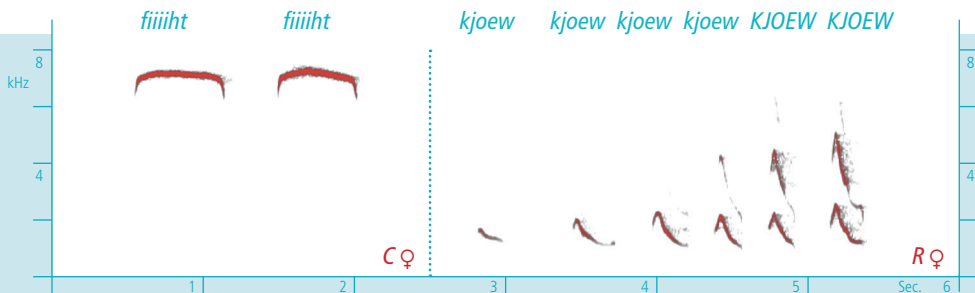 fiiiiht fiiiiht kjoew kjoew kjoew kjoew KJOEW KJOEW
8 8
kHz
4 4
C♀ R♀
1 2 3 4 5 Sec. 6